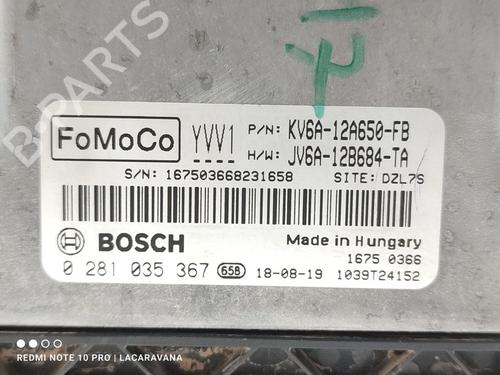 FoMoCo YVV1 P/N: KV6A-12A650-FB
H/W: JV6A-12B684-TA
S/N: 167503668231658 SITE: DZL7S
BOSCH Made in Hungary
1675 0366
0 281 035 367 658 18-08-19 1039T24152
B-PARTS
REDMI NOTE 10 PRO | LACARAVANA